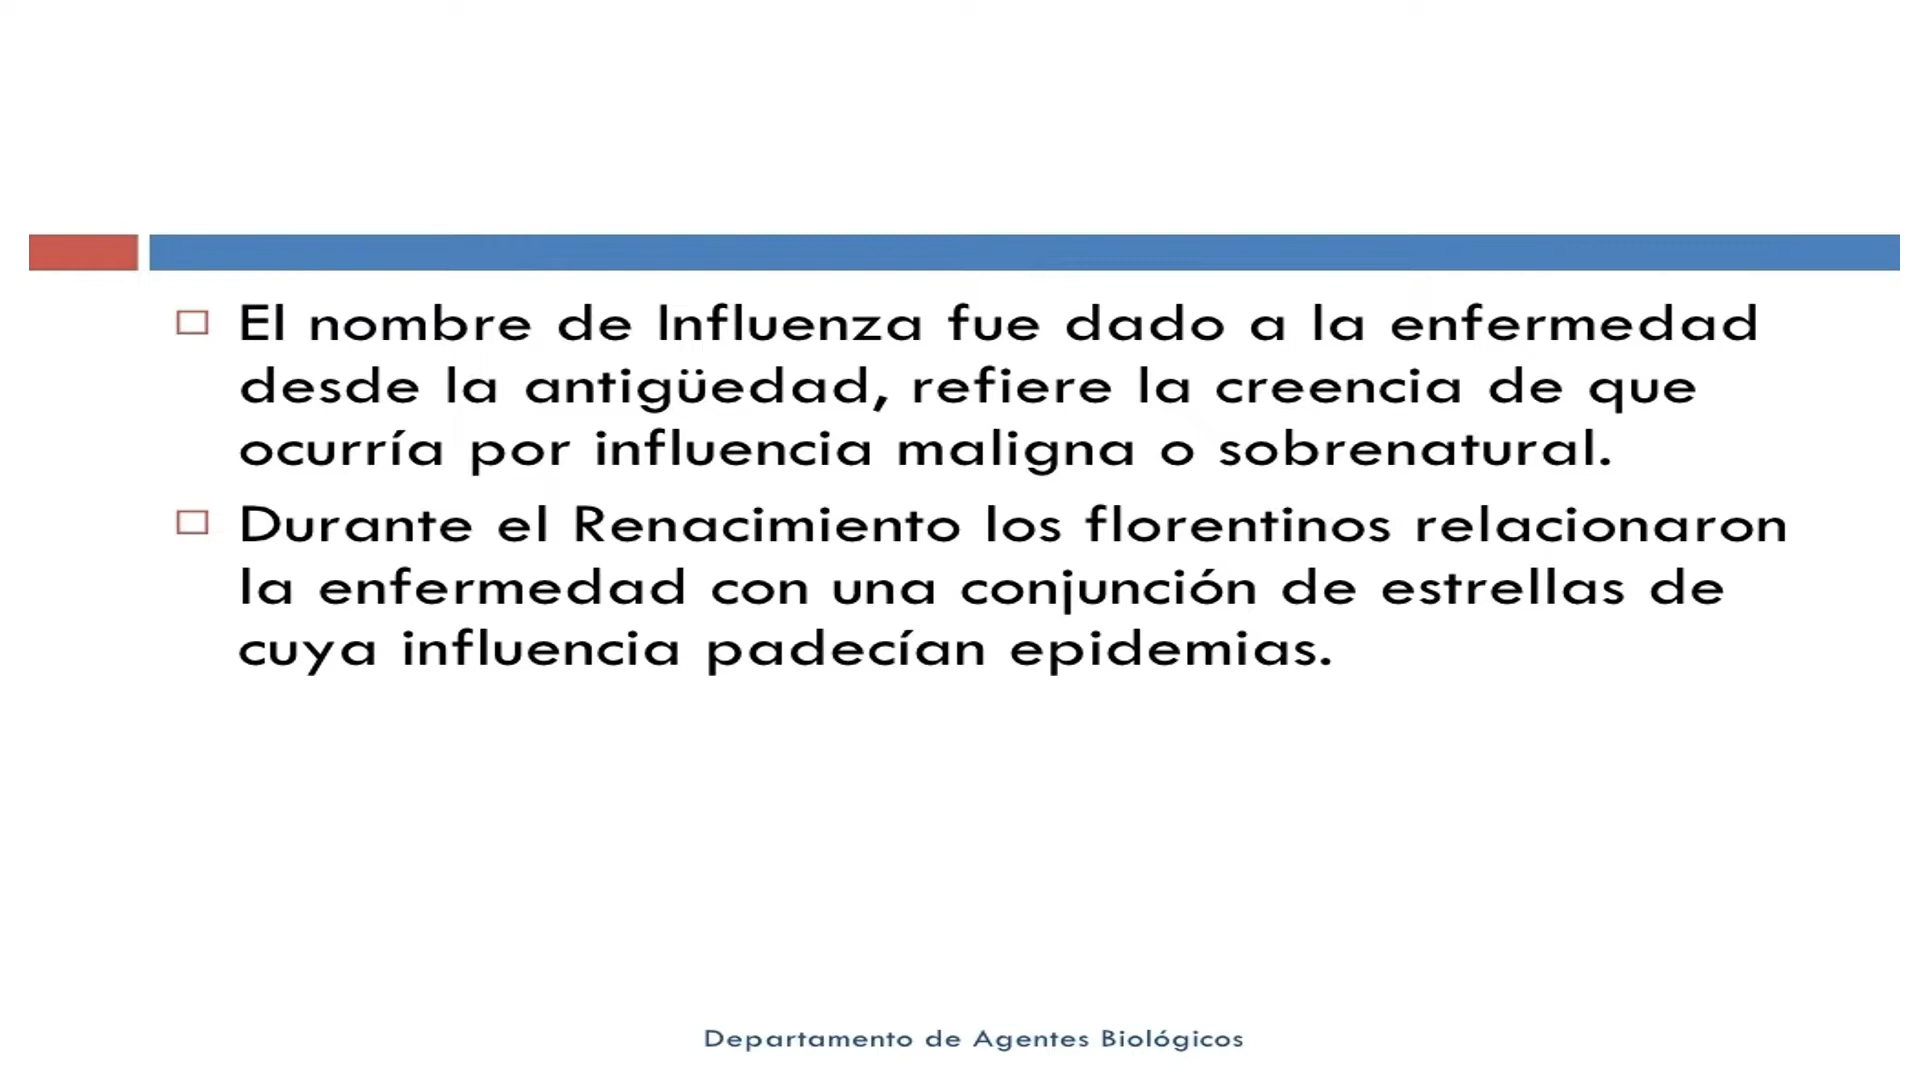 El nombre de Influenza fue dado a la enfermedad
desde la antigüedad, refiere la creencia de que
ocurría por influencia maligna o sobrenatural.
Durante el Renacimiento los florentinos relacionaron
la enfermedad con una conjunción de estrellas de
cuya influencia padecían epidemias.
Departamento de Agentes Biológicos